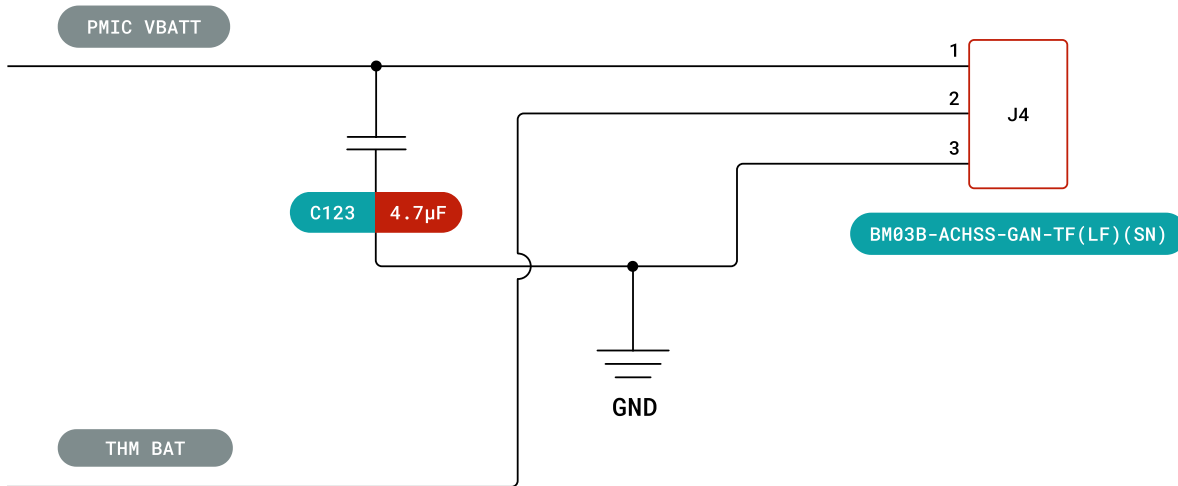 PMIC VBATT
1
2
J4
3
C123
4.7µF
BM03B-ACHSS-GAN-TF(LF)(SN)
GND
THM BAT